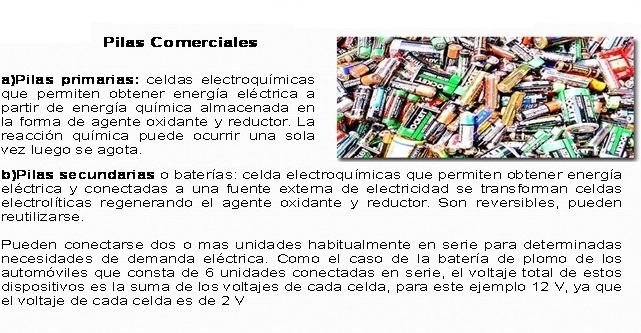 Pilas Comerciales
a)Pilas primarias: celdas electroquímicas
que permiten obtener energía eléctrica a
partir de energía química almacenada en
la forma de agente oxidante y reductor. La
reacción química puede ocurrir una sola
vez luego se agota.
b)Pilas secundarias o baterías: celda electroquímicas que permiten obtener energía
eléctrica y conectadas a una fuente externa de electricidad se transforman celdas
electrolíticas regenerando el agente oxidante y reductor. Son reversibles, pueden
reutilizarse.
Pueden conectarse dos o mas unidades habitualmente en serie para determinadas
necesidades de demanda eléctrica. Como el caso de la batería de plomo de los
automóviles que consta de 6 unidades conectadas en serie, el voltaje total de estos
dispositivos es la suma de los voltajes de cada celda, para este ejemplo 12 V, ya que
el voltaje de cada celda es de 2 V